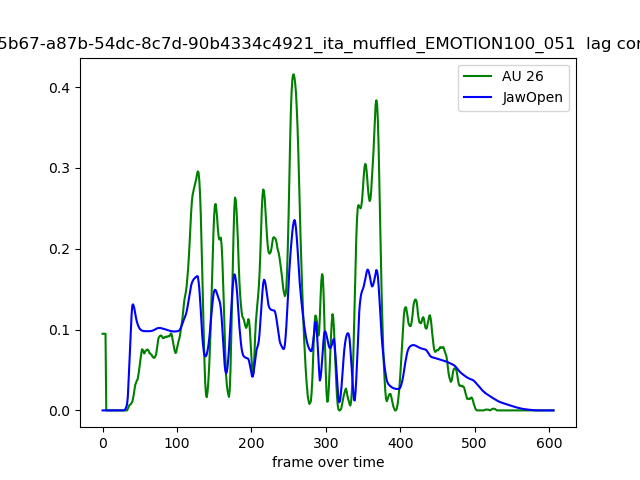 5b67-a87b-54dc-8c7d-90b4334c4921_ita_muffled_EMOTION100_051 lag cor
AU 26
JawOpen
0.4
0.3
0.2
0.1
0.0
0 100 200 300 400 500 600
frame over time